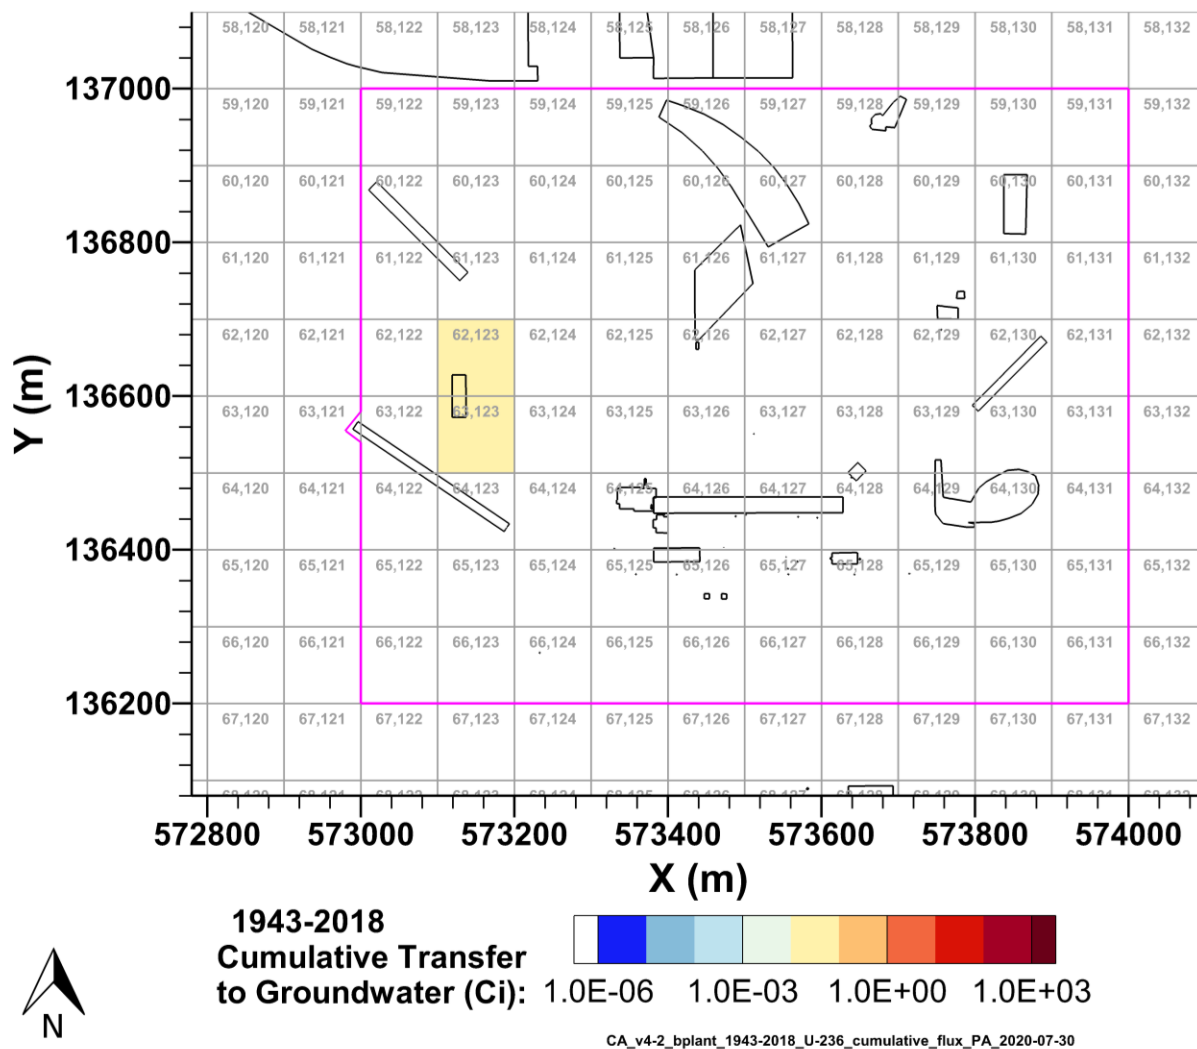 58,120 58,121 58,122 58,123 58,124 58,125 58,126 58,127 58,128 58,129 58,130 58,131 58,132
137000
59,120 59,121 59,122 59,123 59,124 59,125 59,126 59,127 59,128 59,129 59,130 59,131 59,132
60,120 60,121 60,122 60,123 60,124 60,125 60,126 60,127 60,128 60,129 60,130 60,131 60,132
136800
61,120 61,121 61,122 61,123 61,124 61,125 61,126 61,127 61,128 61,129 61,130 61,131 61,132
62,120 62,121 62,122 62,123 62,124 62,125 62,126 62,127 62,128 62,129 62,130 62,131 62,132
Y (m)
136600
63,120 63,121 63,122 63,123 63,124 63,125 63,126 63,127 63,128 63,129 63,130 63,131 63,132
64,120 64,121 64,122 64,123 64,124 64,125 64,126 64,127 64,128 64,129 64,130 64,131 64,132
136400
65,120 65,121 65,122 65,123 65,124 65,125 65,126 65,127 65,128 65,129 65,130 65,131 65,132
66,120 66,121 66,122 66,123 66,124 66,125 66,126 66,127 66,128 66,129 66,130 66,131 66,132
136200
67,120 67,121 67,122 67,123 67,124 67,125 67,126 67,127 67,128 67,129 67,130 67,131 67,132
572800 573000 573200 573400 573600 573800 574000
X (m)
1943-2018
Cumulative Transfer
to Groundwater (Ci):
1.0E-06 1.0E-03 1.0E+00 1.0E+03
N
CA_v4-2_bplant_1943-2018_U-236_cumulative_flux_PA_2020-07-30